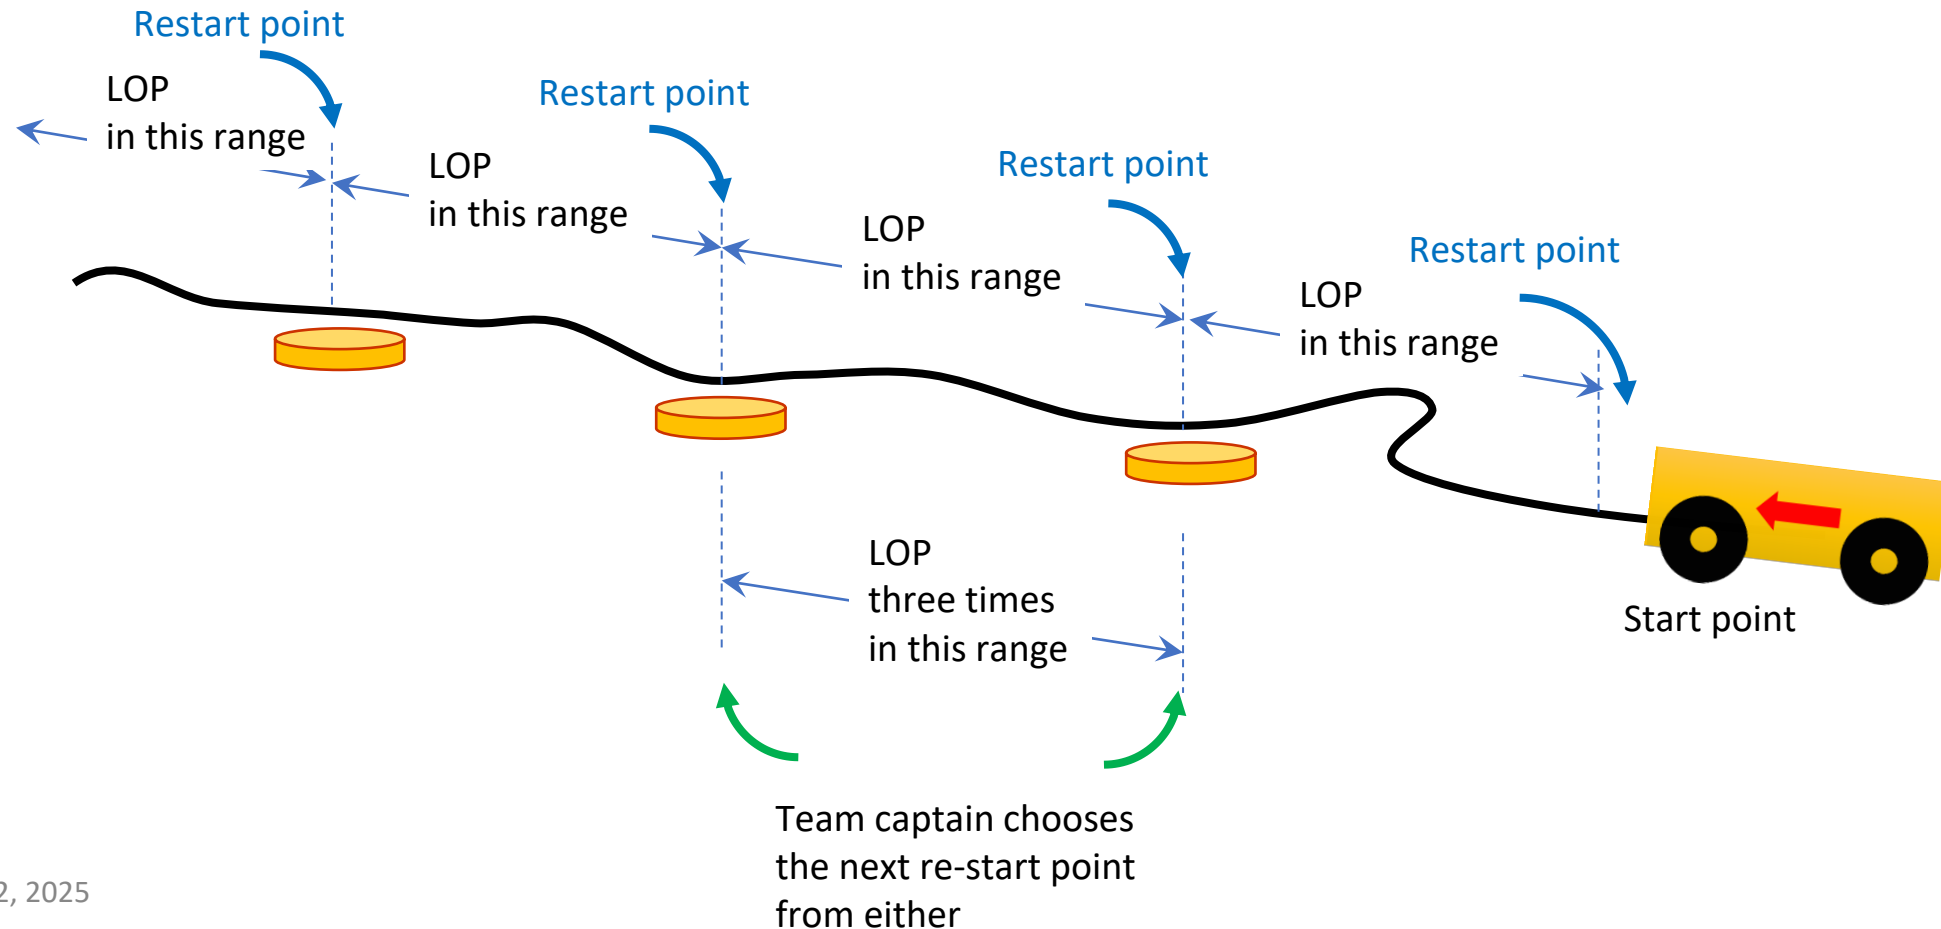 Restart point
LOP
in this range
Restart point
LOP
in this range
Restart point
LOP
in this range
Restart point
LOP
in this range
LOP
three times
in this range
Start point
Team captain chooses
the next re-start point
from either
2, 2025